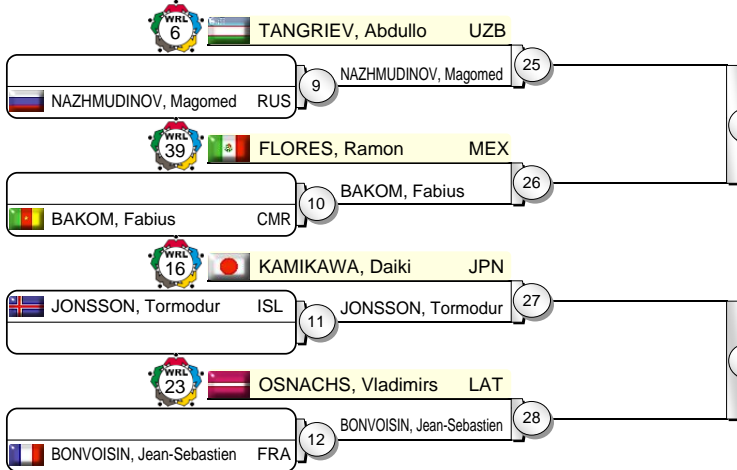 WRL
6
TANGRIEV, Abdullo UZB
25
9
NAZHMUDINOV, Magomed
NAZHMUDINOV, Magomed RUS
WRL
39
FLORES, Ramon MEX
26
10
BAKOM, Fabius
BAKOM, Fabius CMR
WRL
16
KAMIKAWA, Daiki JPN
27
JONSSON, Tormodur ISL
11
JONSSON, Tormodur
WRL
23
OSNACHS, Vladimirs LAT
28
12
BONVOISIN, Jean-Sebastien
BONVOISIN, Jean-Sebastien FRA